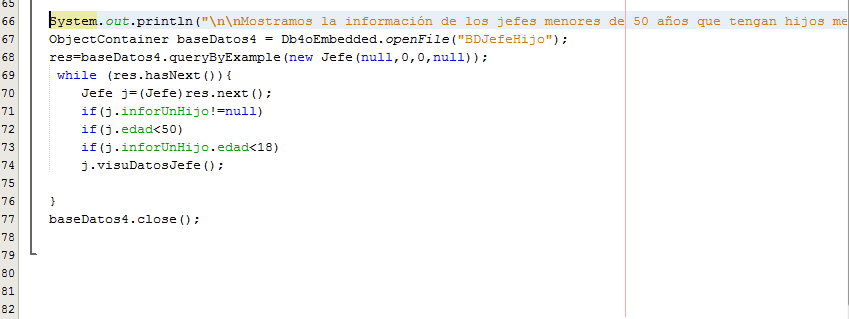 65
66 System.out.println("\n\nMostramos la información de los jefes menores de 50 años que tengan hijos me
67 ObjectContainer baseDatos4 = Db4oEmbedded.openFile("BDJefeHijo");
68 res=baseDatos4.queryByExample(new Jefe(null,0,0,null));
69 while (res.hasNext()){
70 Jefe j=(Jefe)res.next();
71 if(j.inforUnHijo!=null)
72 if(j.edad<50)
73 if(j.inforUnHijo.edad<18)
74 j.visuDatosJefe();
75
76 }
77 baseDatos4.close();
78
79
80
81
82